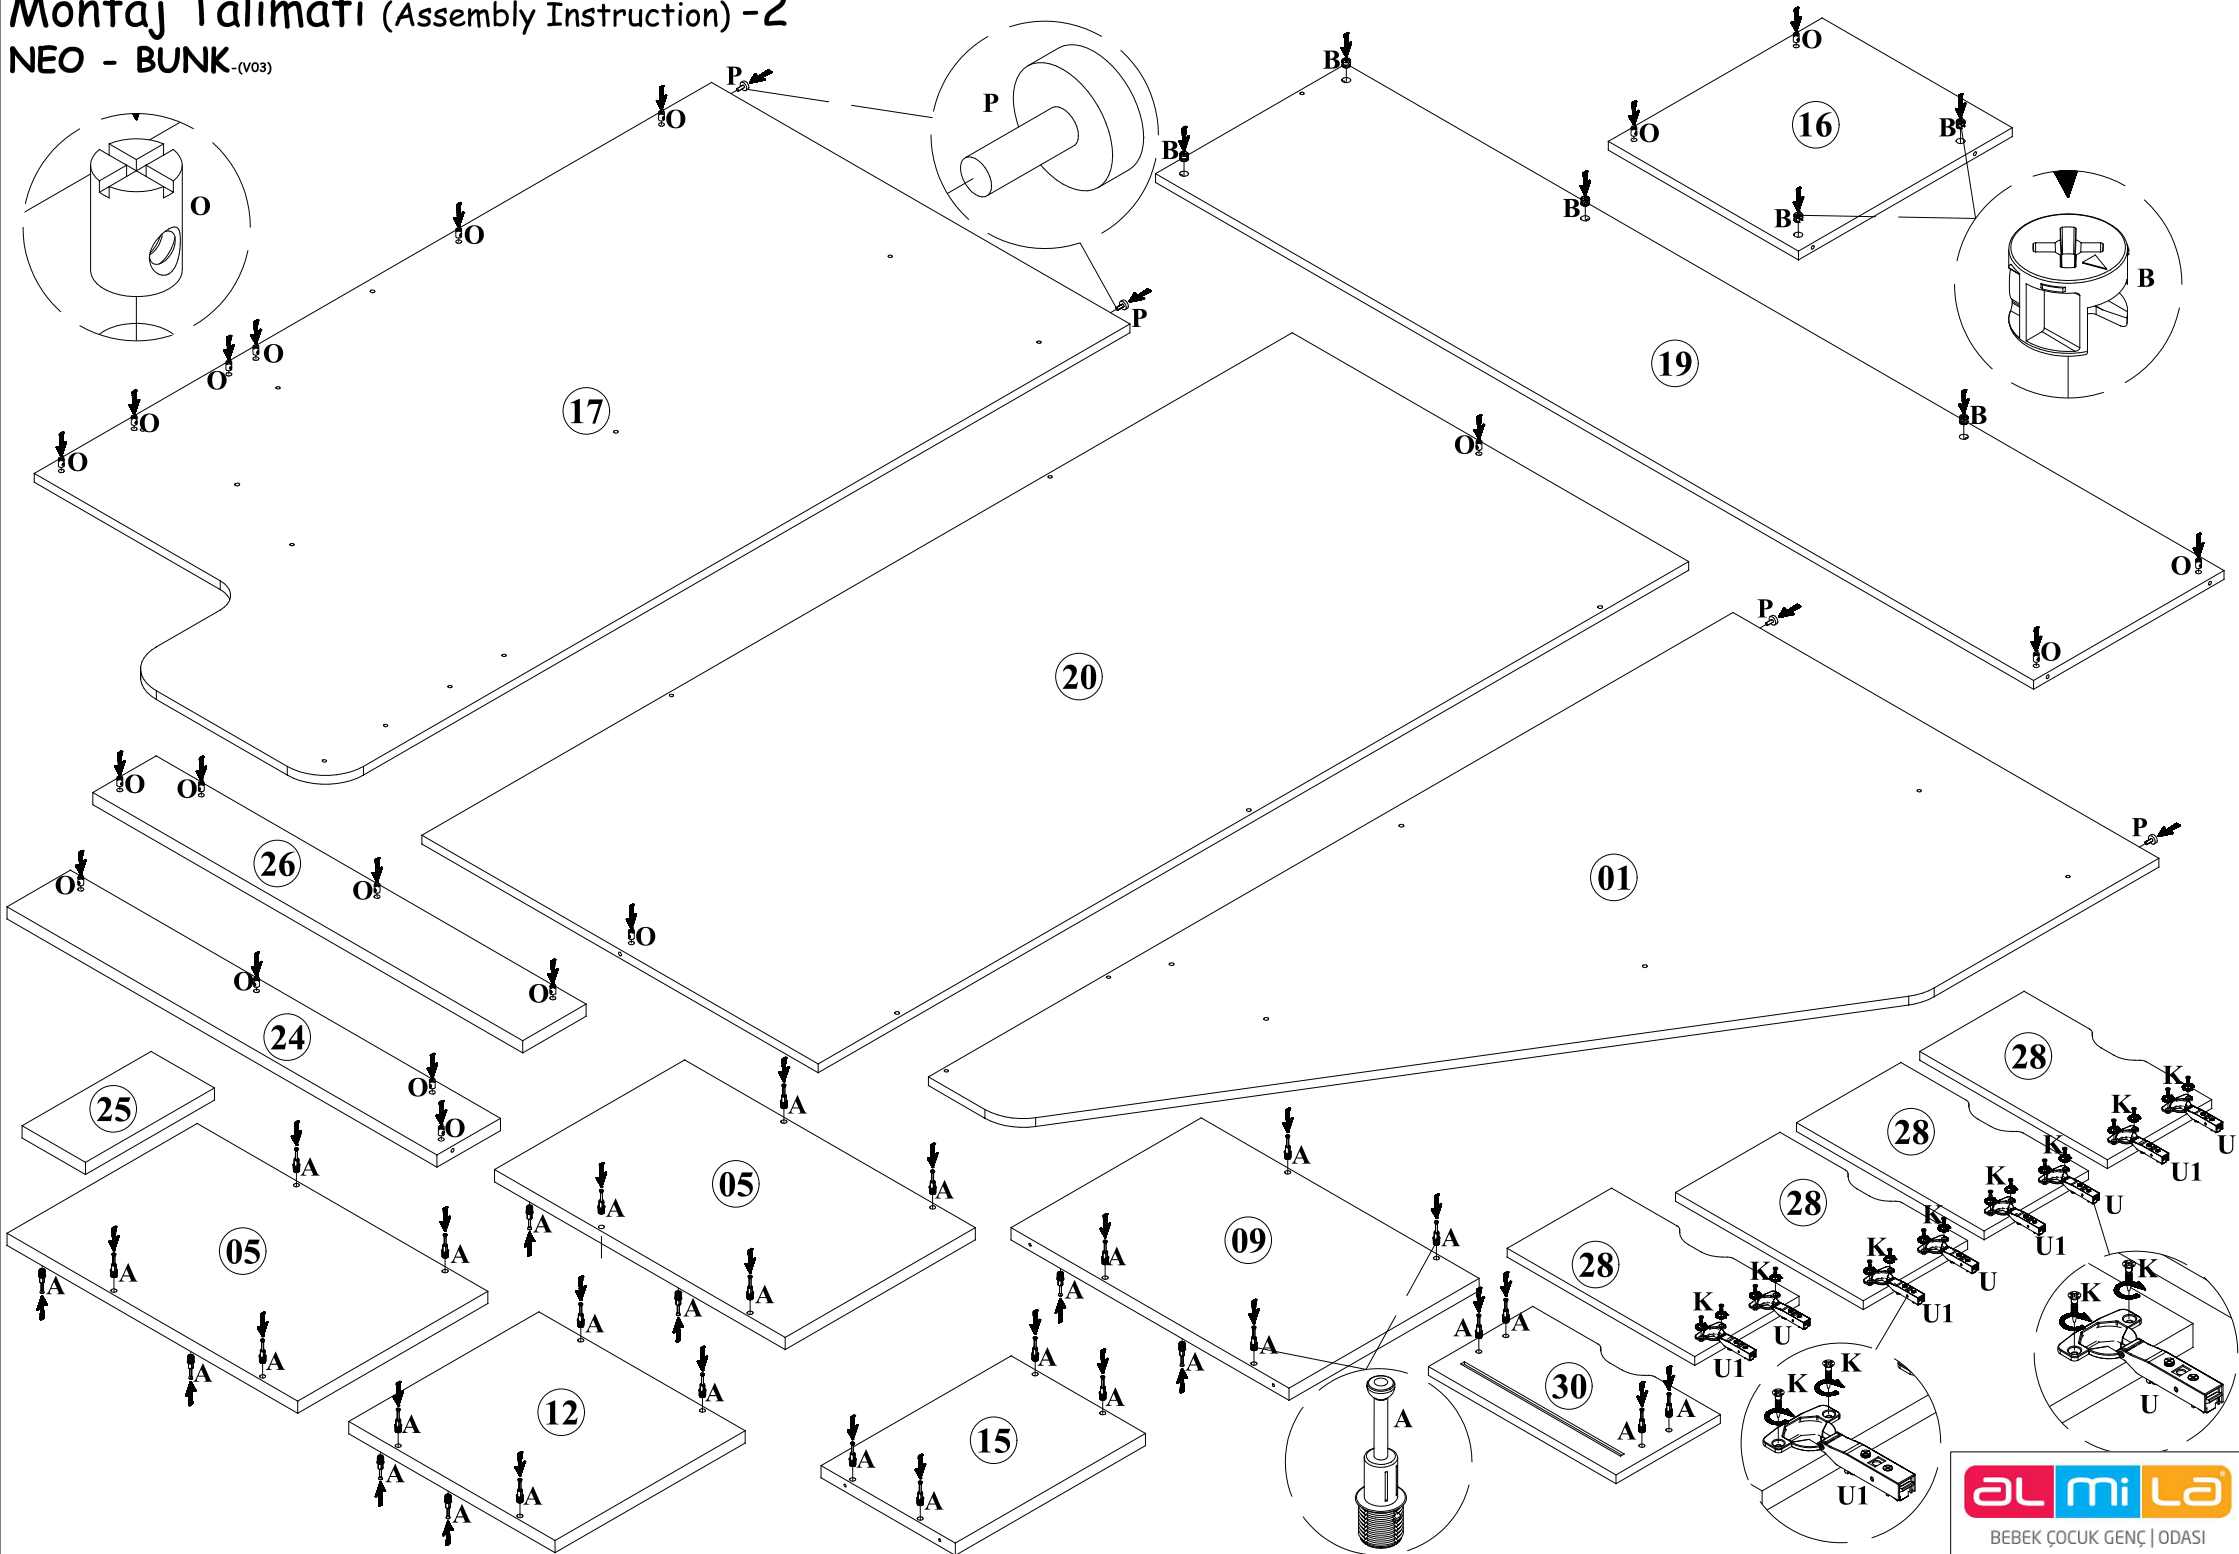 Montaj Talimatı (Assembly Instruction) -2
NEO - BUNK-(V03)
O
P
O
O
O
O
O
O
P
P
17
B
B
B
B
O
O
19
O
O
B
B
16
B
O
O
20
P
P
01
O
O
O
O
26
O
O
O
O
24
25
A
A
A
A
A
A
05
A
A
A
A
A
A
05
A
A
A
A
A
A
09
A
A
A
A
A
A
A
12
A
A
A
A
15
A
A
A
A
30
K
K
U
U1
28
K
K
U
U1
28
K
K
U
U1
28
K
K
U
U1
28
K
K
U1
K
K
U
aLmiLa
BEBEK ÇOCUK GENÇ | ODASI